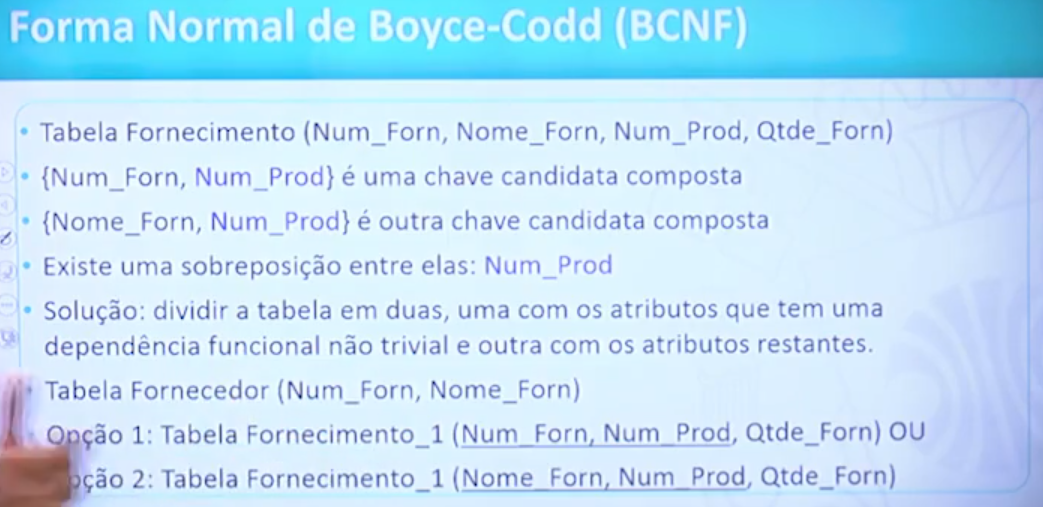 Forma Normal de Boyce-Codd (BCNF)
• Tabela Fornecimento (Num_Forn, Nome_Forn, Num_Prod, Qtde_Forn)
• {Num_Forn, Num_Prod} é uma chave candidata composta
• {Nome_Forn, Num_Prod} é outra chave candidata composta
• Existe uma sobreposição entre elas: Num_Prod
• Solução: dividir a tabela em duas, uma com os atributos que tem uma
dependência funcional não trivial e outra com os atributos restantes.
• Tabela Fornecedor (Num_Forn, Nome_Forn)
Opção 1: Tabela Fornecimento_1 (Num_Forn, Num_Prod, Qtde_Forn) OU
pção 2: Tabela Fornecimento_1 (Nome_Forn, Num_Prod, Qtde_Forn)